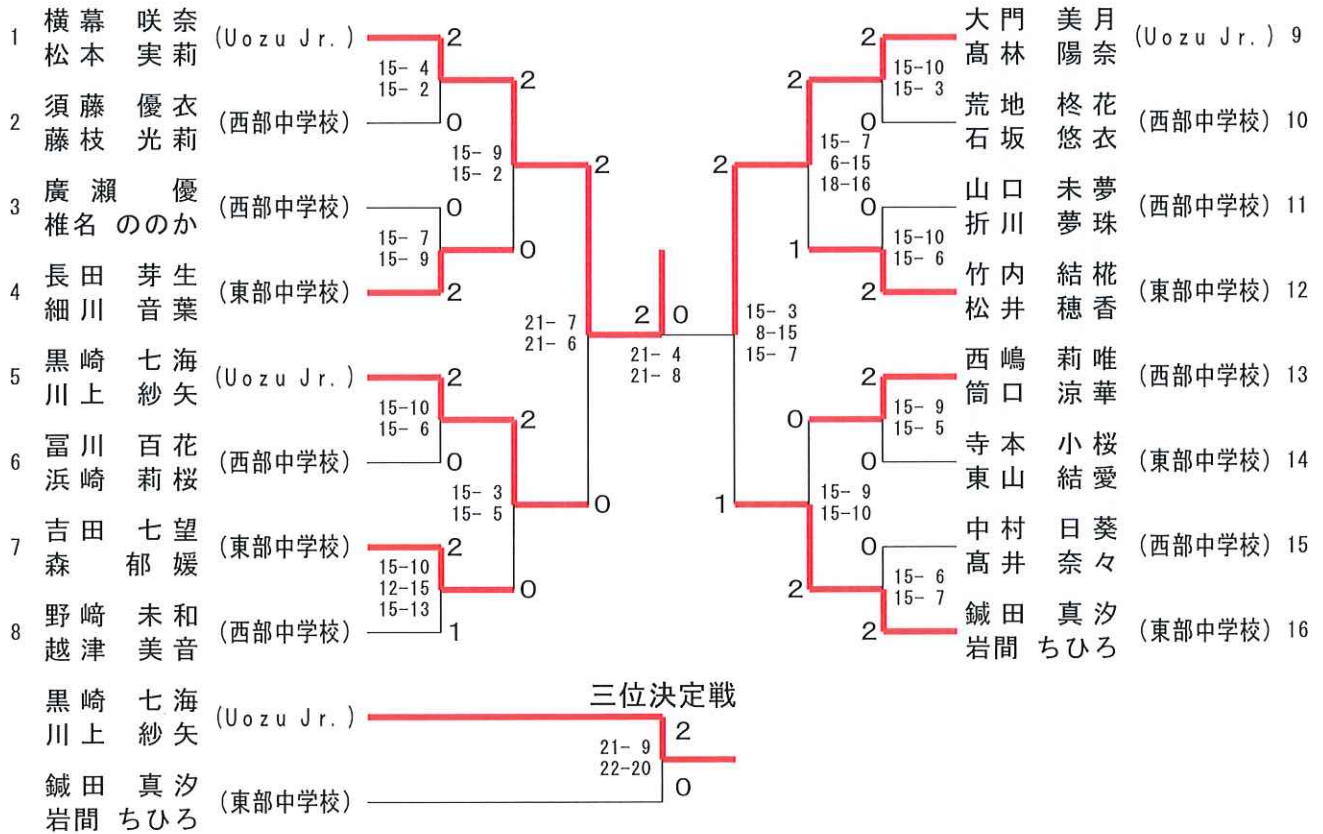 1 横幕 咲奈 (Uozu Jr.)
松本 実莉
2 須藤 優衣 (西部中学校)
藤枝 光莉
3 廣瀬 優 (西部中学校)
椎名 ののか
4 長田 芽生 (東部中学校)
細川 音葉
5 黒崎 七海 (Uozu Jr.)
川上 紗矢
6 冨川 百花 (西部中学校)
浜崎 莉桜
7 吉田 七望 (東部中学校)
森 郁媛
8 野﨑 未和 (西部中学校)
越津 美音
2
15- 4
15- 2
0
2
15- 9
15- 2
0
15- 7
15- 9
2
0
2
21- 7
21- 6
2
15-10
15- 6
0
2
15- 3
15- 5
0
2
15-10
12-15
15-13
1
0
2 0
21- 4
21- 8
大門 美月 (Uozu Jr.) 9
髙林 陽奈
荒地 柊花 (西部中学校) 10
石坂 悠衣
山口 未夢 (西部中学校) 11
折川 夢珠
竹内 結椛 (東部中学校) 12
松井 穂香
西嶋 莉唯 (西部中学校) 13
筒口 涼華
寺本 小桜 (東部中学校) 14
東山 結愛
中村 日葵 (西部中学校) 15
髙井 奈々
鍼田 真汐 (東部中学校) 16
岩間 ちひろ
2
15-10
15- 3
0
2
15- 7
6-15
18-16
0
15-10
15- 6
2
1
2
15- 3
8-15
15- 7
1
2
15- 9
15- 5
0
0
15- 9
15-10
0
15- 6
15- 7
2
2
三位決定戦
黒崎 七海 (Uozu Jr.)
川上 紗矢
2
21- 9
22-20
0
鍼田 真汐 (東部中学校)
岩間 ちひろ